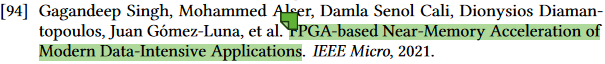 [94] Gagandeep Singh, Mohammed Alser, Damla Senol Cali, Dionysios Diaman-
topoulos, Juan Gómez-Luna, et al. FPGA-based Near-Memory Acceleration of
Modern Data-Intensive Applications. IEEE Micro, 2021.